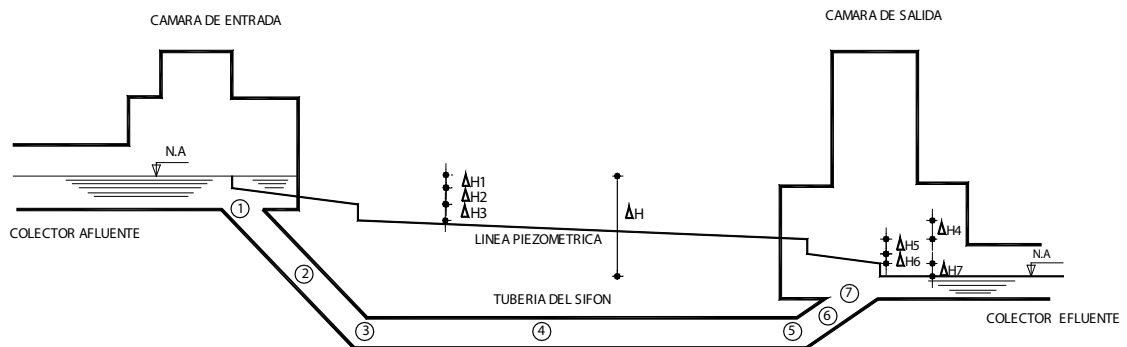 CAMARA DE ENTRADA
CAMARA DE SALIDA
N.A
ΔH1
ΔH2
ΔH3
ΔH
ΔH4
ΔH5
ΔH6
ΔH7
N.A
1
COLECTOR AFLUENTE
LINEA PIEZOMETRICA
2
TUBERIA DEL SIFON
7
6
COLECTOR EFLUENTE
3
4
5